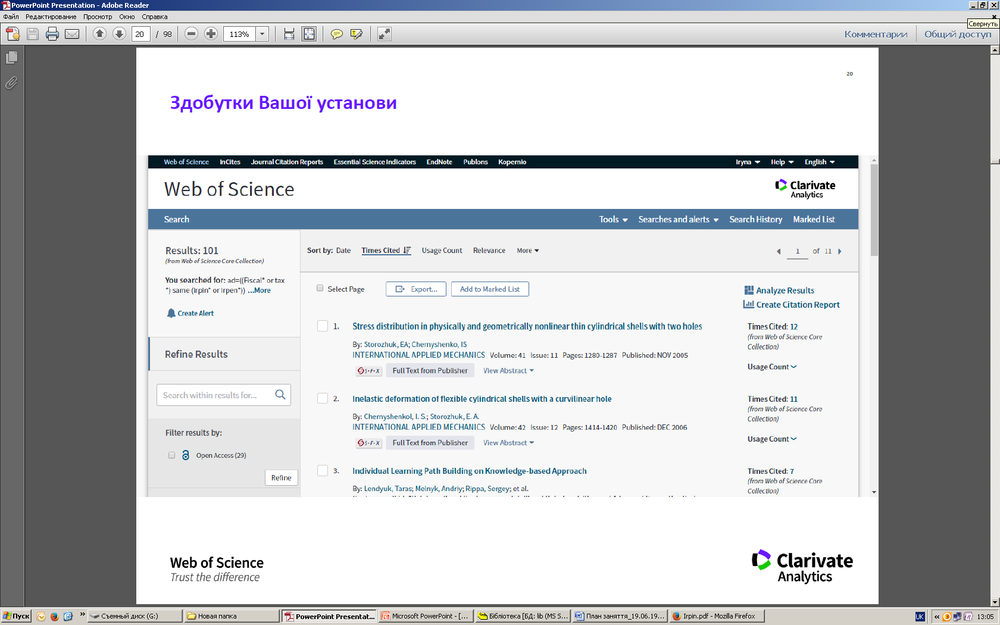 PowerPoint Presentation - Adobe Reader
Файл Редактирование Просмотр Окно Справка
Свернуть
20 / 98 113% Комментарии Общий доступ
20
Здобутки Вашої установи
Web of Science InCites Journal Citation Reports Essential Science Indicators EndNote Publons Kopernio Iryna Help English
Web of Science
Clarivate
Analytics
Search Tools Searches and alerts Search History Marked List
Results: 101
(from Web of Science Core Collection)
You searched for: ad=((Fiscal* or tax
*) same (irpin* or irpen*)) ...More
Create Alert
Refine Results
Search within results for...
Filter results by:
Open Access (29)
Refine
Sort by: Date Times Cited Usage Count Relevance More 1 of 11
Select Page Export... Add to Marked List
Analyze Results
Create Citation Report
1. Stress distribution in physically and geometrically nonlinear thin cylindrical shells with two holes
By: Storozhuk, EA; Chernyshenko, IS
INTERNATIONAL APPLIED MECHANICS Volume: 41 Issue: 11 Pages: 1280-1287 Published: NOV 2005
S·F·X Full Text from Publisher View Abstract
Times Cited: 12
(from Web of Science Core
Collection)
Usage Count
2. Inelastic deformation of flexible cylindrical shells with a curvilinear hole
By: Chernyshenkol, I. S.; Storozhuk, E. A.
INTERNATIONAL APPLIED MECHANICS Volume: 42 Issue: 12 Pages: 1414-1420 Published: DEC 2006
S·F·X Full Text from Publisher View Abstract
Times Cited: 11
(from Web of Science Core
Collection)
Usage Count
3. Individual Learning Path Building on Knowledge-based Approach
By: Lendyuk, Taras; Melnyk, Andriy; Rippa, Sergey; et al.
Times Cited: 7
(from Web of Science Core
Collection)
Web of Science
Trust the difference
Clarivate
Analytics
Пуск » Съемный диск (G:) Новая папка PowerPoint Presentat... Microsoft PowerPoint - [... Бібліотека [БД: lib (MS S... План заняття_19.06.19... Irpin.pdf - Mozilla Firefox UK « 13:05